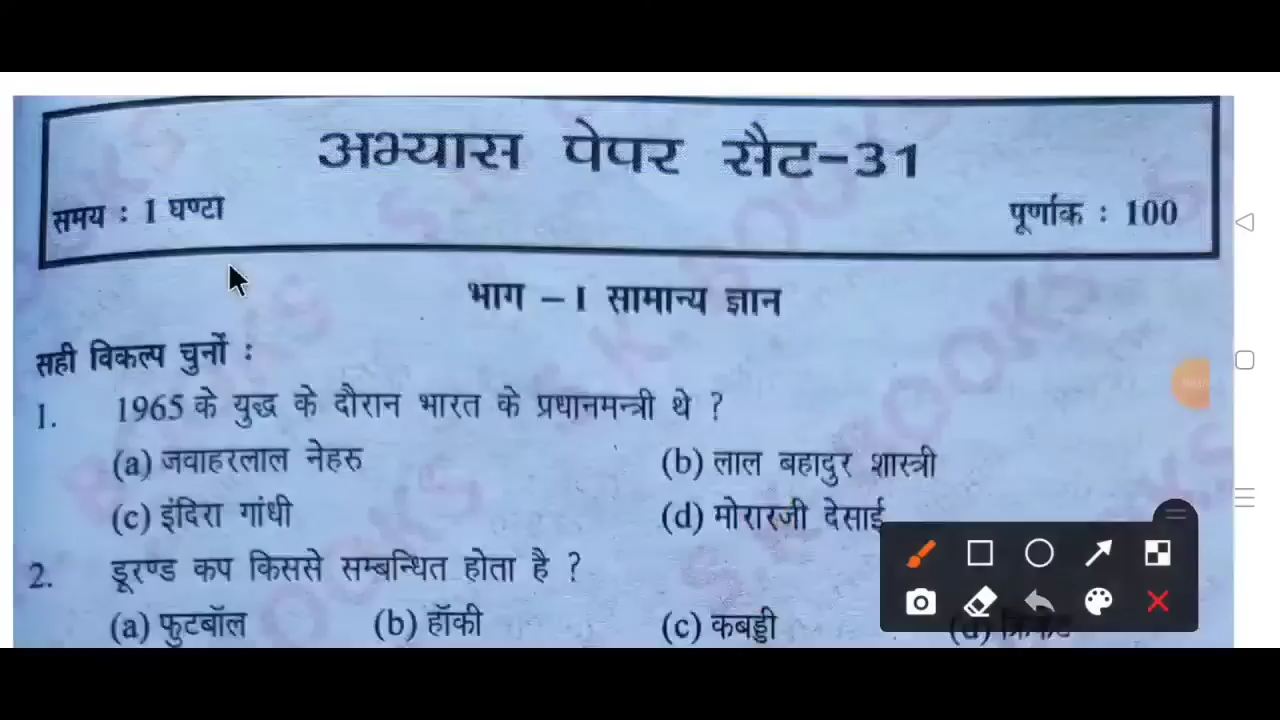 अभ्यास पेपर सैट-31
समय : 1 घण्टा
पूर्णांक : 100
भाग -I सामान्य ज्ञान
सही विकल्प चुनों :
1. 1965 के युद्ध के दौरान भारत के प्रधानमन्त्री थे ?
(a) जवाहरलाल नेहरु (b) लाल बहादुर शास्त्री
(c) इंदिरा गांधी (d) मोरारजी देसाई
2. डूरण्ड कप किससे सम्बन्धित होता है ?
(a) फुटबॉल (b) हॉकी (c) कबड्डी (d)
S.K. BOOKS